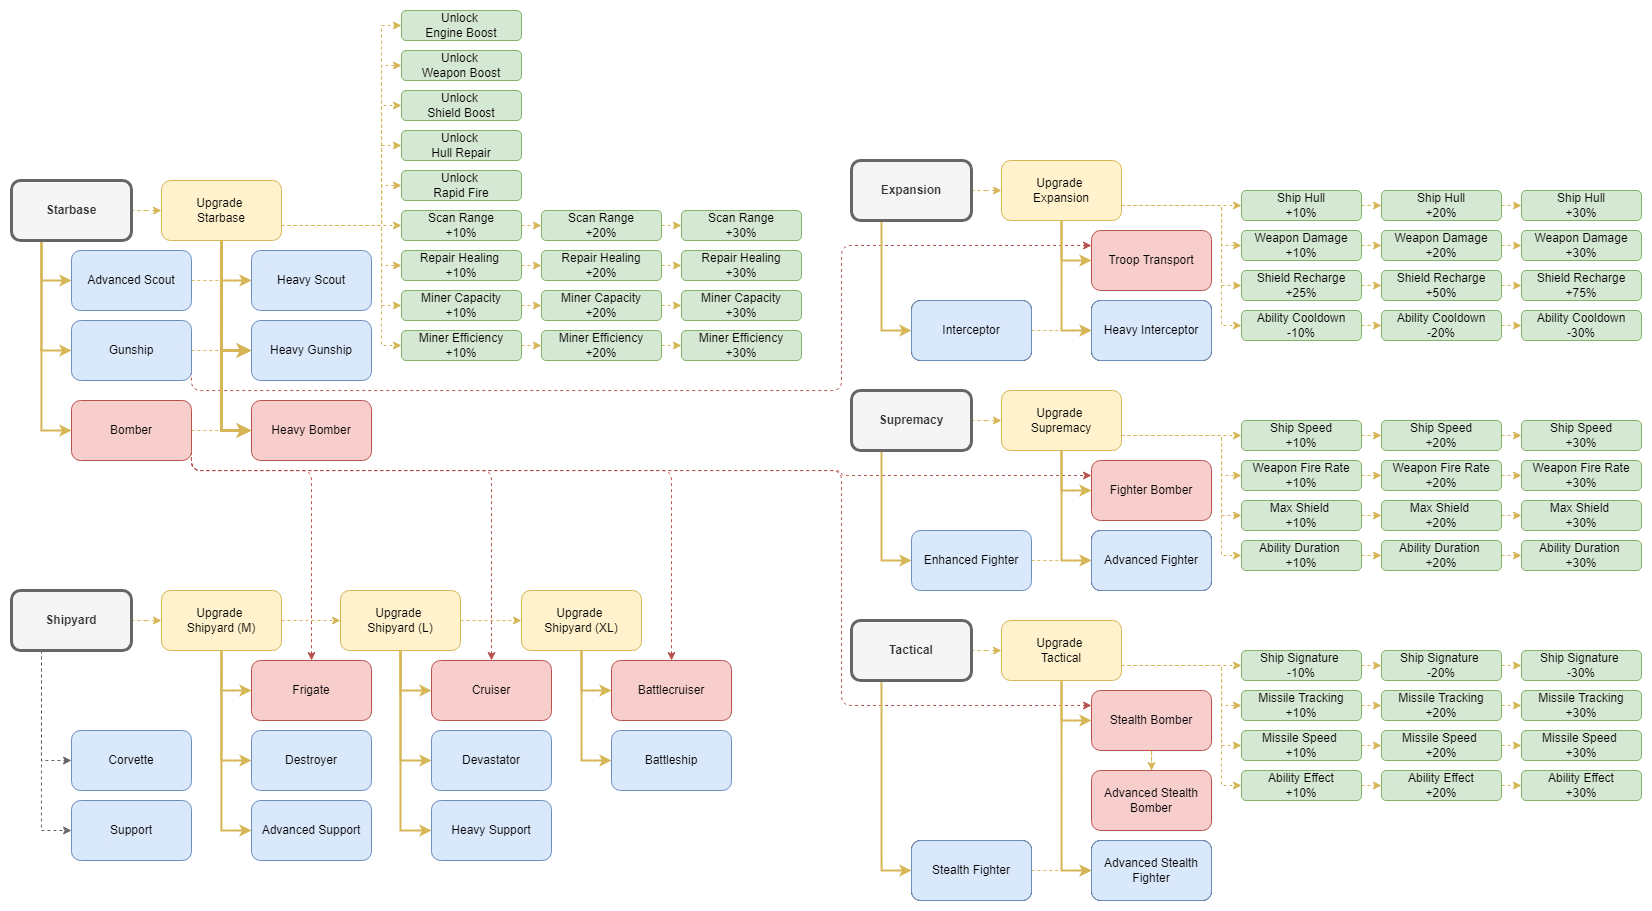 Unlock
Engine Boost
Unlock
Weapon Boost
Unlock
Shield Boost
Unlock
Hull Repair
Unlock
Rapid Fire
Starbase
Upgrade
Starbase
Scan Range
+10%
Scan Range
+20%
Scan Range
+30%
Repair Healing
+10%
Repair Healing
+20%
Repair Healing
+30%
Miner Capacity
+10%
Miner Capacity
+20%
Miner Capacity
+30%
Miner Efficiency
+10%
Miner Efficiency
+20%
Miner Efficiency
+30%
Advanced Scout
Heavy Scout
Gunship
Heavy Gunship
Bomber
Heavy Bomber
Shipyard
Upgrade
Shipyard (M)
Upgrade
Shipyard (L)
Upgrade
Shipyard (XL)
Frigate
Cruiser
Battlecruiser
Corvette
Destroyer
Devastator
Battleship
Support
Advanced Support
Heavy Support
Expansion
Upgrade
Expansion
Troop Transport
Interceptor
Heavy Interceptor
Ship Hull
+10%
Ship Hull
+20%
Ship Hull
+30%
Weapon Damage
+10%
Weapon Damage
+20%
Weapon Damage
+30%
Shield Recharge
+25%
Shield Recharge
+50%
Shield Recharge
+75%
Ability Cooldown
-10%
Ability Cooldown
-20%
Ability Cooldown
-30%
Supremacy
Upgrade
Supremacy
Fighter Bomber
Enhanced Fighter
Advanced Fighter
Ship Speed
+10%
Ship Speed
+20%
Ship Speed
+30%
Weapon Fire Rate
+10%
Weapon Fire Rate
+20%
Weapon Fire Rate
+30%
Max Shield
+10%
Max Shield
+20%
Max Shield
+30%
Ability Duration
+10%
Ability Duration
+20%
Ability Duration
+30%
Tactical
Upgrade
Tactical
Stealth Bomber
Advanced Stealth
Bomber
Stealth Fighter
Advanced Stealth
Fighter
Ship Signature
-10%
Ship Signature
-20%
Ship Signature
-30%
Missile Tracking
+10%
Missile Tracking
+20%
Missile Tracking
+30%
Missile Speed
+10%
Missile Speed
+20%
Missile Speed
+30%
Ability Effect
+10%
Ability Effect
+20%
Ability Effect
+30%